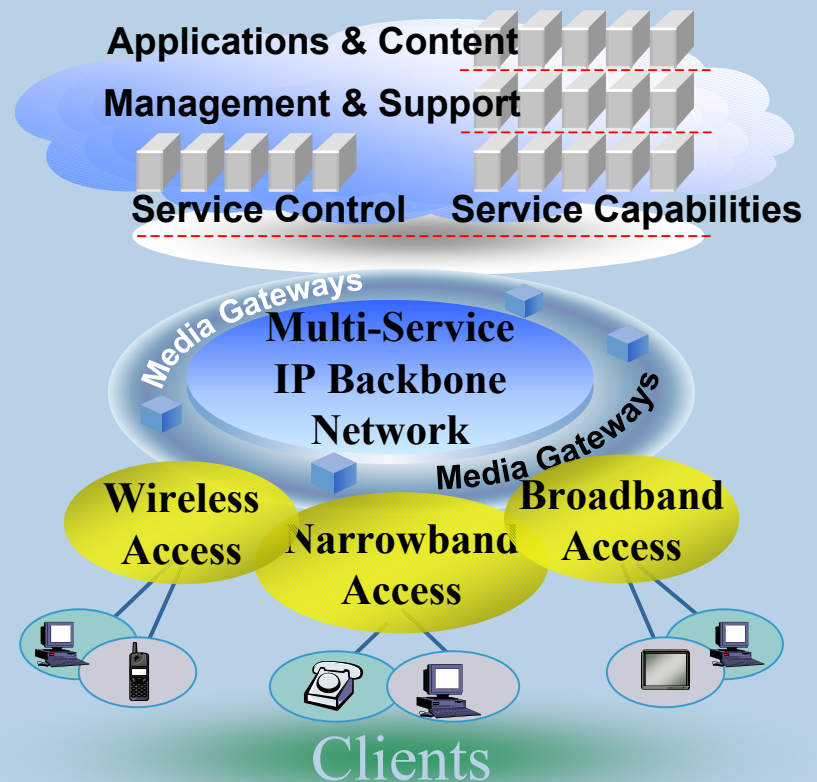 Applications & Content
Management & Support
Service Control
Service Capabilities
Media Gateways
Multi-Service
IP Backbone
Network
Media Gateways
Wireless
Access
Narrowband
Access
Broadband
Access
Clients